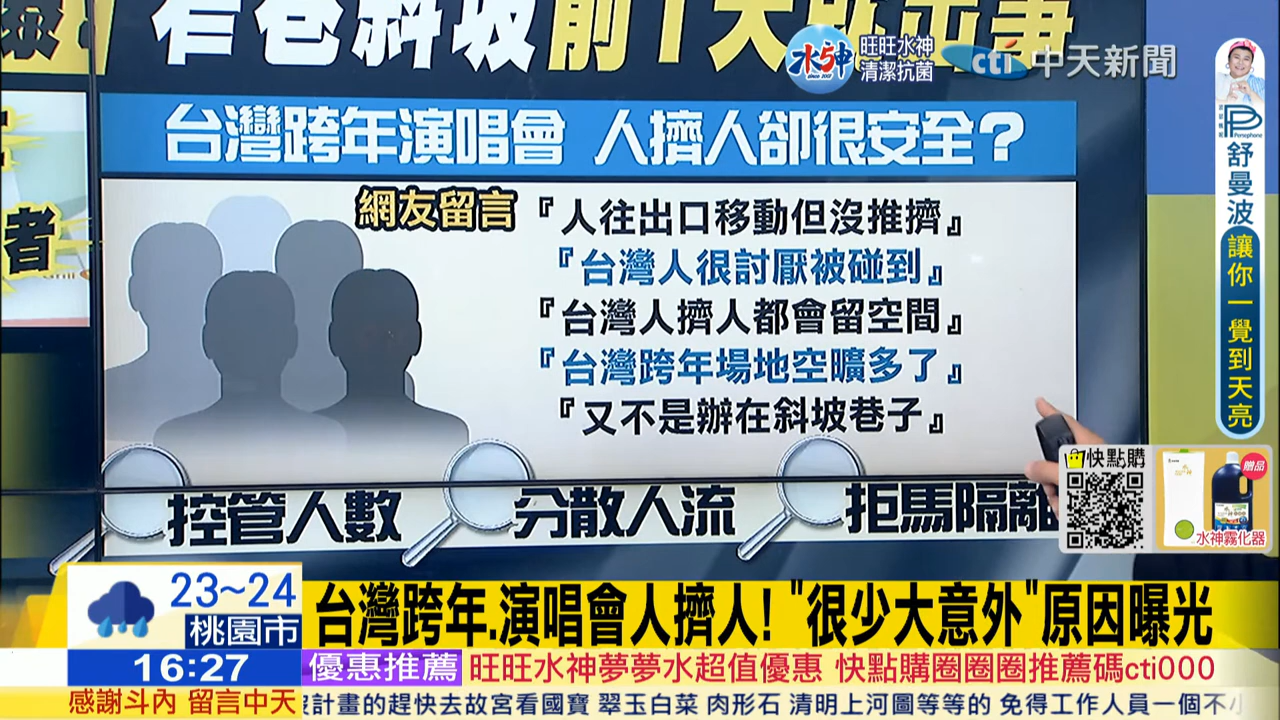 窄巷斜坡前1天就出事
水神
since 2007
旺旺水神
清潔抗菌
cti 中天新聞
台灣跨年演唱會 人擠人卻很安全?
者
網友留言
『人往出口移動但沒推擠』
『台灣人很討厭被碰到』
『台灣人擠人都會留空間』
『台灣跨年場地空曠多了』
『又不是辦在斜坡巷子』
控管人數
分散人流
拒馬隔離
Persephone
舒曼波
讓你一覺到天亮
快點購
贈品
水神霧化器
23~24
桃園市
16:27
台灣跨年.演唱會人擠人! "很少大意外"原因曝光
優惠推薦
旺旺水神夢夢水超值優惠 快點購圈圈圈推薦碼cti000
感謝斗內 留言中天
計畫的趕快去故宮看國寶 翠玉白菜 肉形石 清明上河圖等等的 免得工作人員一個不小